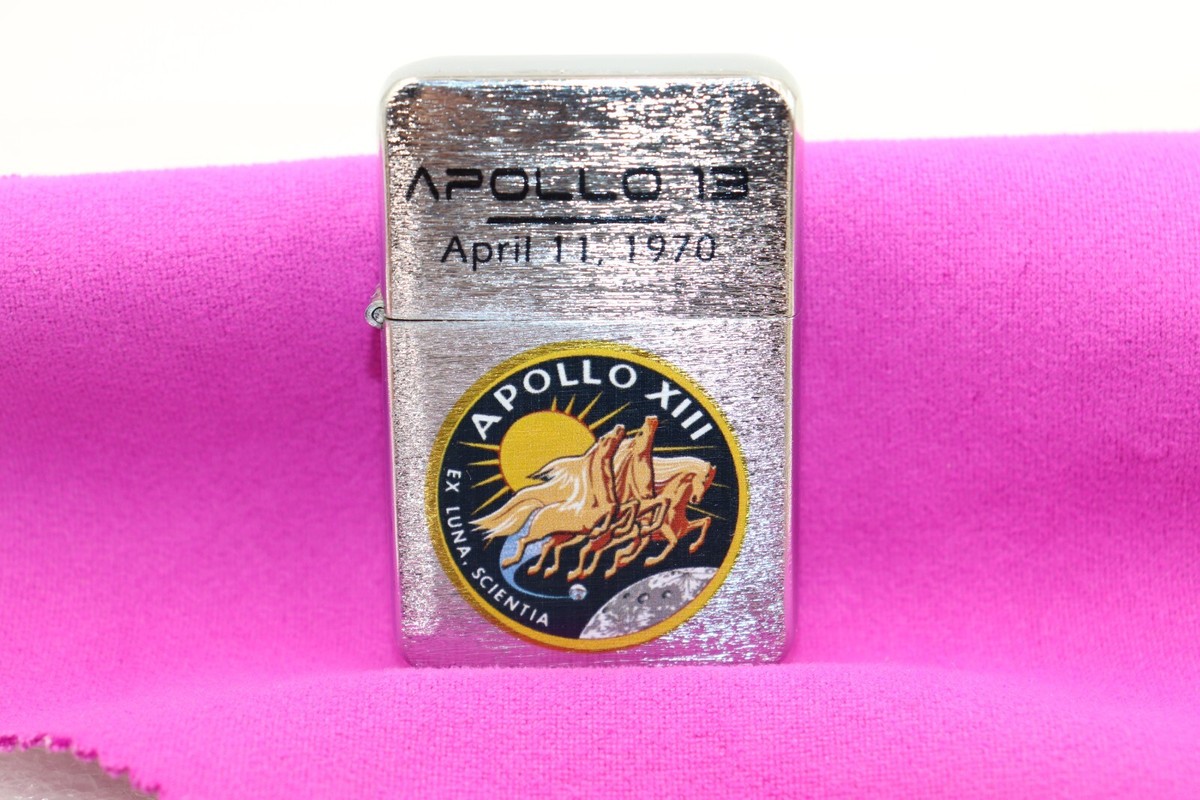 APOLLO 13
April 11, 1970
APOLLO XIII
EX LUNA, SCIENTIA